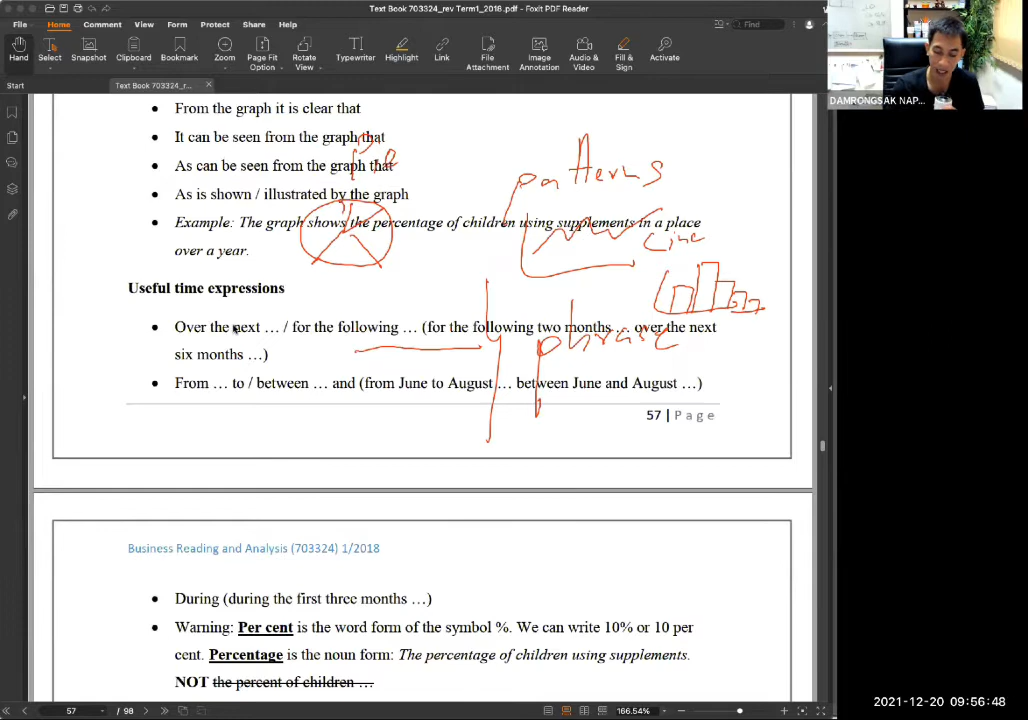 Text Book 703324_rev Term1_2018.pdf - Foxit PDF Reader
File Home Comment View Form Protect Share Help Find
Hand Select Snapshot Bookmark Zoom Page Fit Option Rotate View Typewriter Highlight Link File Attachment Image Annotation Audio & Video Fill & Sign Activate
Start Text Book 703324_r...
DAMRONGSAK NAP...
• From the graph it is clear that
• It can be seen from the graph that
Pie
• As can be seen from the graph that
patterns
• As is shown / illustrated by the graph
• Example: The graph shows the percentage of children using supplements in a place
Line
over a year.
Useful time expressions
• Over the next … / for the following … (for the following two months… over the next
phrase
six months …)
• From … to / between … and (from June to August … between June and August …)
57 | Page
Business Reading and Analysis (703324) 1/2018
• During (during the first three months …)
• Warning: Per cent is the word form of the symbol %. We can write 10% or 10 per
cent. Percentage is the noun form: The percentage of children using supplements.
NOT the percent of children …
57 / 98 166.54%
2021-12-20 09:56:48